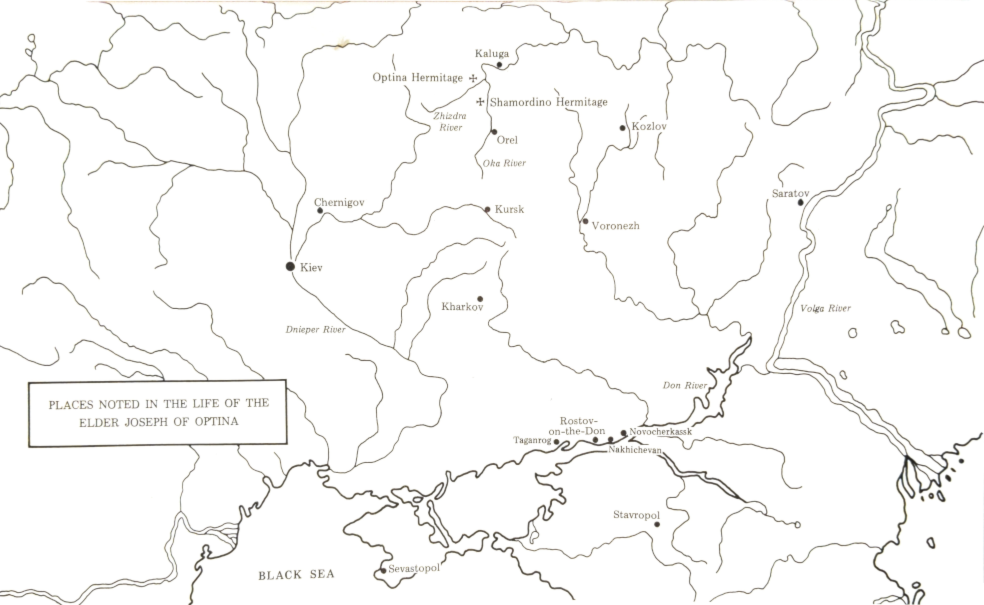 Kaluga
Optina Hermitage
Shamordino Hermitage
Zhizdra
River
Kozlov
Orel
Oka River
Saratov
Chernigov
Kursk
Voronezh
Kiev
Kharkov
Volga River
Dnieper River
Don River
PLACES NOTED IN THE LIFE OF THE
ELDER JOSEPH OF OPTINA
Rostov-
on-the-Don
Novocherkassk
Taganrog
Nakhichevan
Stavropol
Sevastopol
BLACK SEA